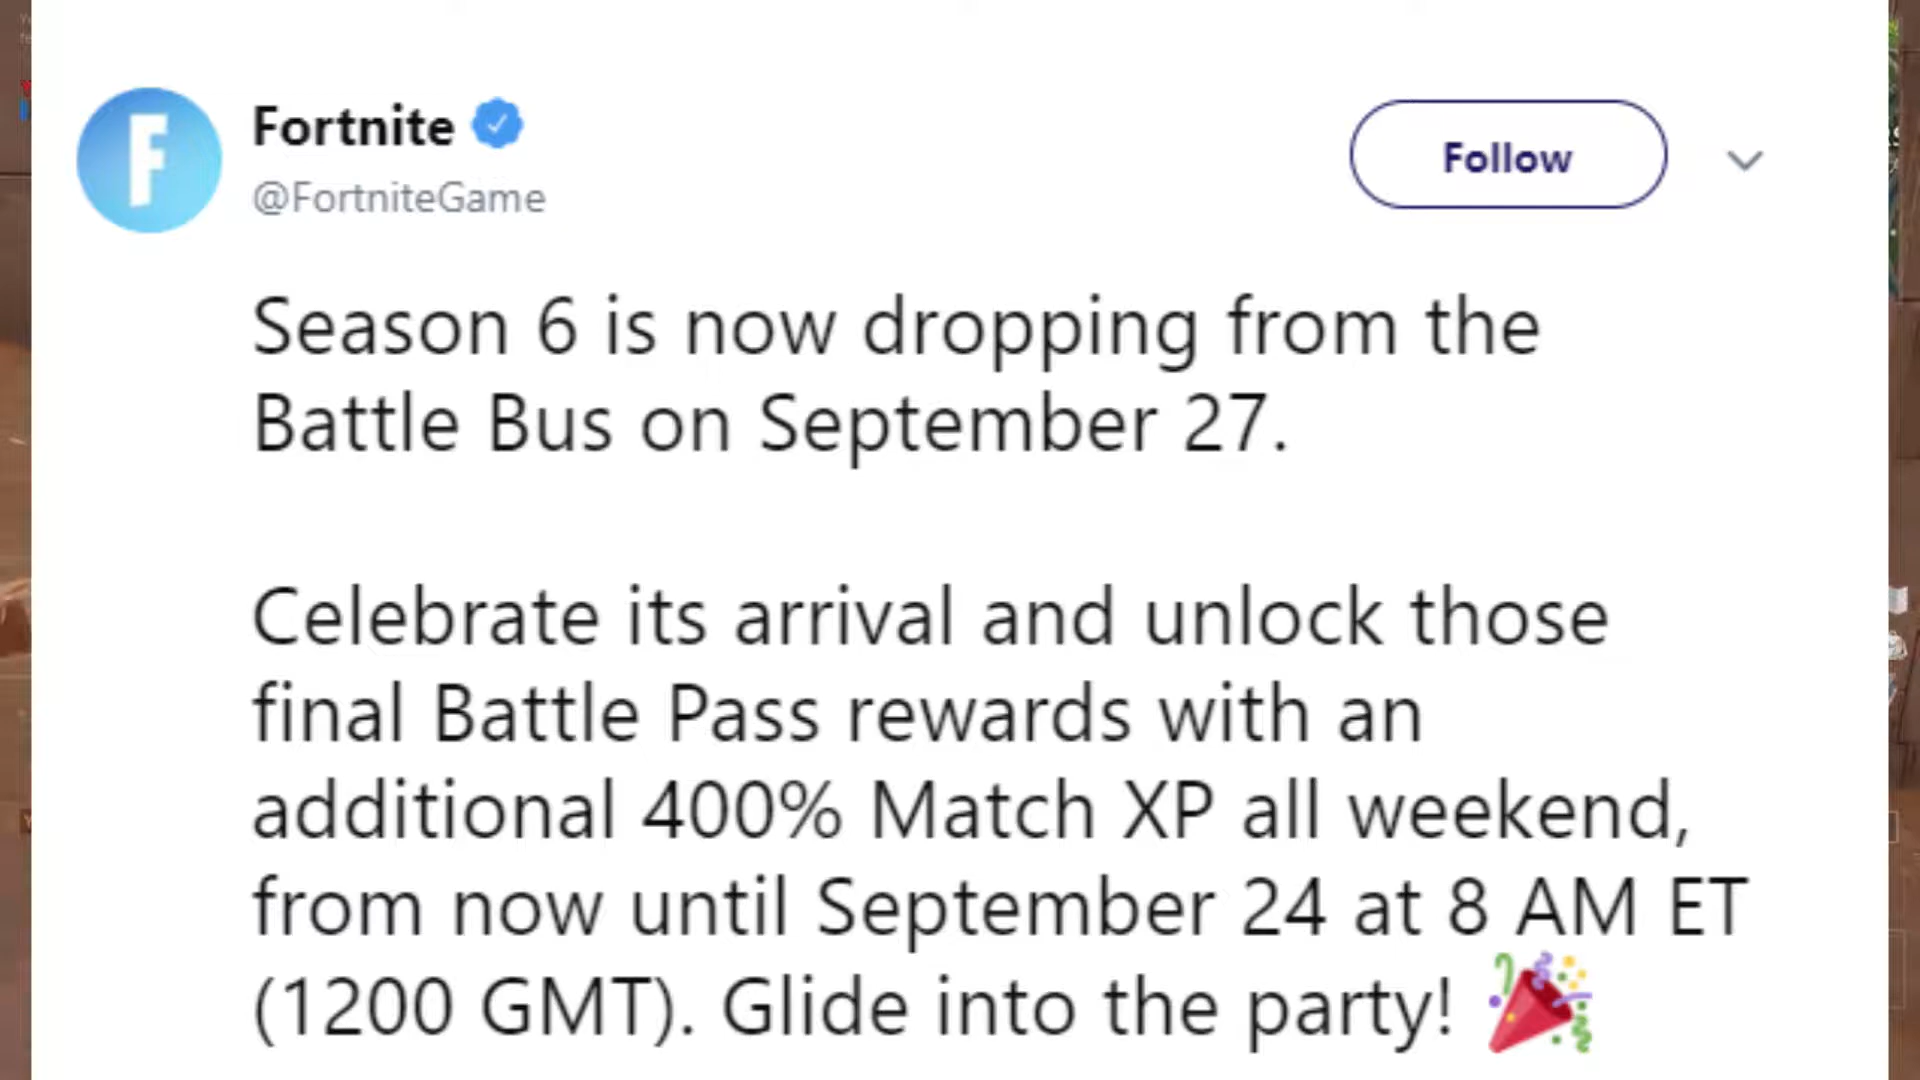 Fortnite
@FortniteGame
Follow
Season 6 is now dropping from the
Battle Bus on September 27.
Celebrate its arrival and unlock those
final Battle Pass rewards with an
additional 400% Match XP all weekend,
from now until September 24 at 8 AM ET
(1200 GMT). Glide into the party! 🎉